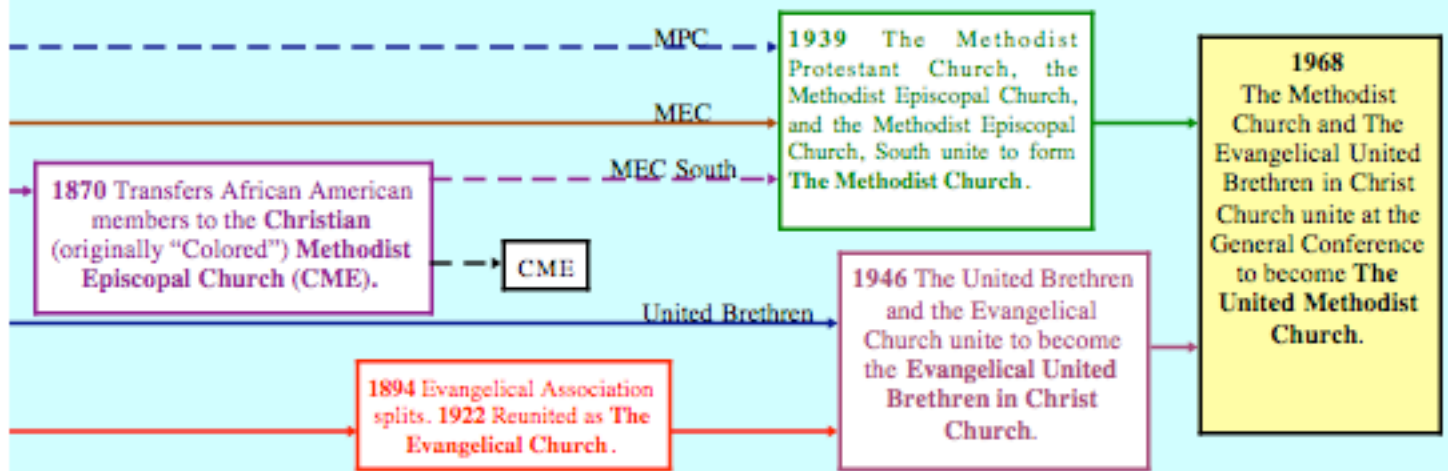 MPC
MEC
MEC South
1870 Transfers African American
members to the Christian
(originally “Colored”) Methodist
Episcopal Church (CME).
CME
United Brethren
1894 Evangelical Association
splits. 1922 Reunited as The
Evangelical Church.
1939 The Methodist
Protestant Church, the
Methodist Episcopal Church,
and the Methodist Episcopal
Church, South unite to form
The Methodist Church.
1946 The United Brethren
and the Evangelical
Church unite to become
the Evangelical United
Brethren in Christ
Church.
1968
The Methodist
Church and The
Evangelical United
Brethren in Christ
Church unite at the
General Conference
to become The
United Methodist
Church.